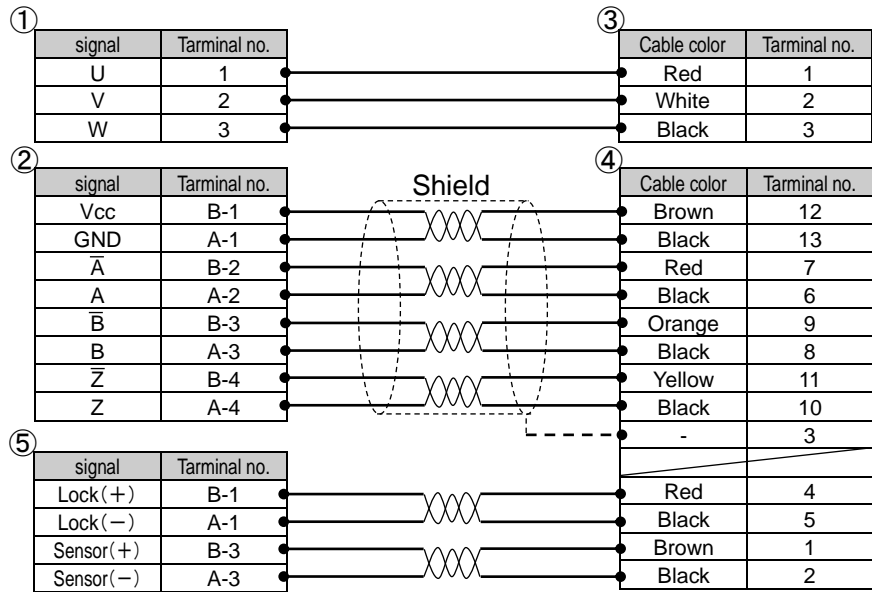 ① ③
signal Tarminal no. Cable color Tarminal no.
U 1 Red 1
V 2 White 2
W 3 Black 3
② ④
signal Tarminal no. Shield Cable color Tarminal no.
Vcc B-1 Brown 12
GND A-1 Black 13
A̅ B-2 Red 7
A A-2 Black 6
B̅ B-3 Orange 9
B A-3 Black 8
Z̅ B-4 Yellow 11
Z A-4 Black 10
- 3
⑤
signal Tarminal no.
Lock(+) B-1 Red 4
Lock(−) A-1 Black 5
Sensor(+) B-3 Brown 1
Sensor(−) A-3 Black 2